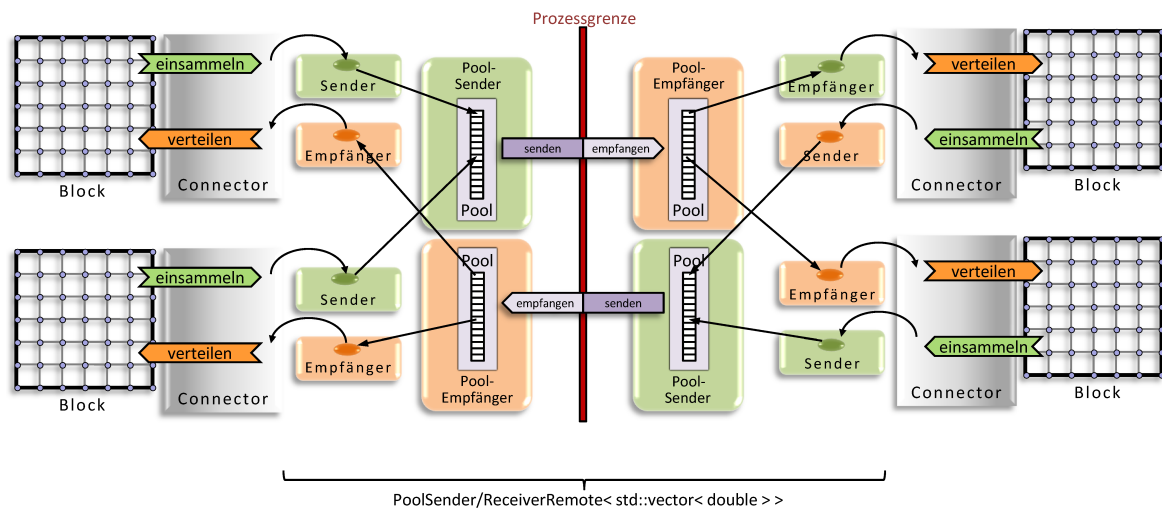 Prozessgrenze
einsammeln
verteilen
Block
Connector
Sender
Empfänger
Pool-
Sender
Pool
senden
empfangen
Pool-
Empfänger
Pool
Empfänger
Sender
verteilen
einsammeln
Connector
Block
einsammeln
verteilen
Block
Connector
Sender
Empfänger
Pool
Pool-
Empfänger
empfangen
senden
Pool
Pool-
Sender
Empfänger
Sender
verteilen
einsammeln
Connector
Block
PoolSender/ReceiverRemote< std::vector< double > >